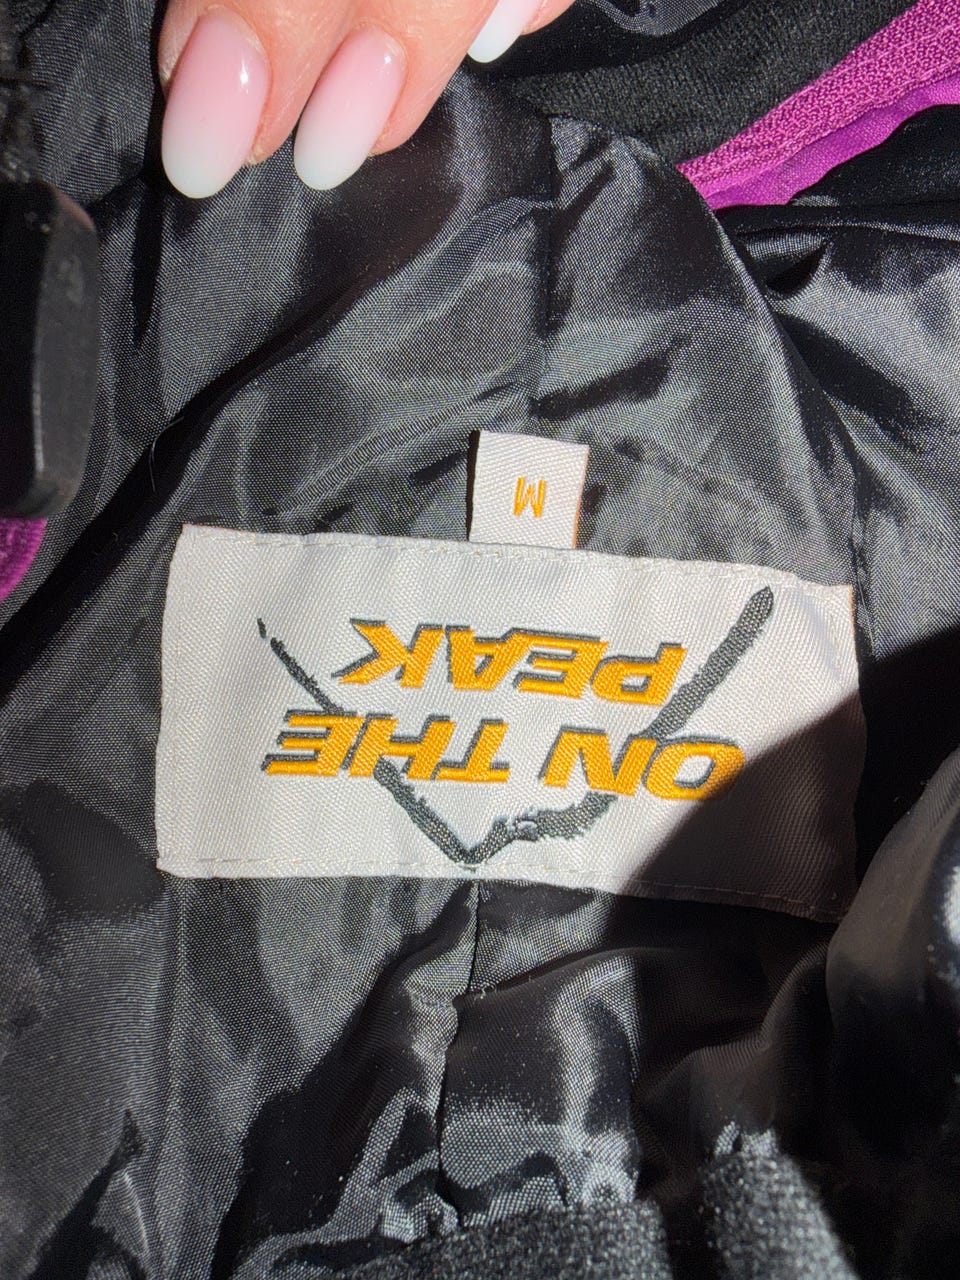 ON THE
PEAK
M